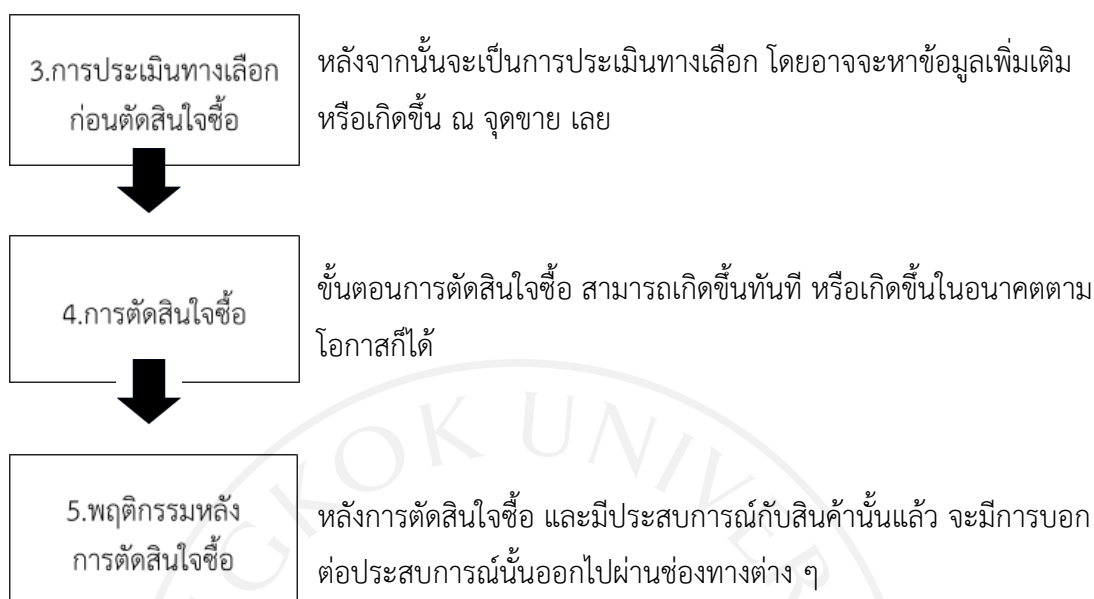 3.การประเมินทางเลือก
ก่อนตัดสินใจซื้อ
หลังจากนั้นจะเป็นการประเมินทางเลือก โดยอาจจะหาข้อมูลเพิ่มเติม
หรือเกิดขึ้น ณ จุดขาย เลย
4.การตัดสินใจซื้อ
ขั้นตอนการตัดสินใจซื้อ สามารถเกิดขึ้นทันที หรือเกิดขึ้นในอนาคตตาม
โอกาสก็ได้
5.พฤติกรรมหลัง
การตัดสินใจซื้อ
หลังการตัดสินใจซื้อ และมีประสบการณ์กับสินค้านั้นแล้ว จะมีการบอก
ต่อประสบการณ์นั้นออกไปผ่านช่องทางต่าง ๆ
GKOK UNIVER